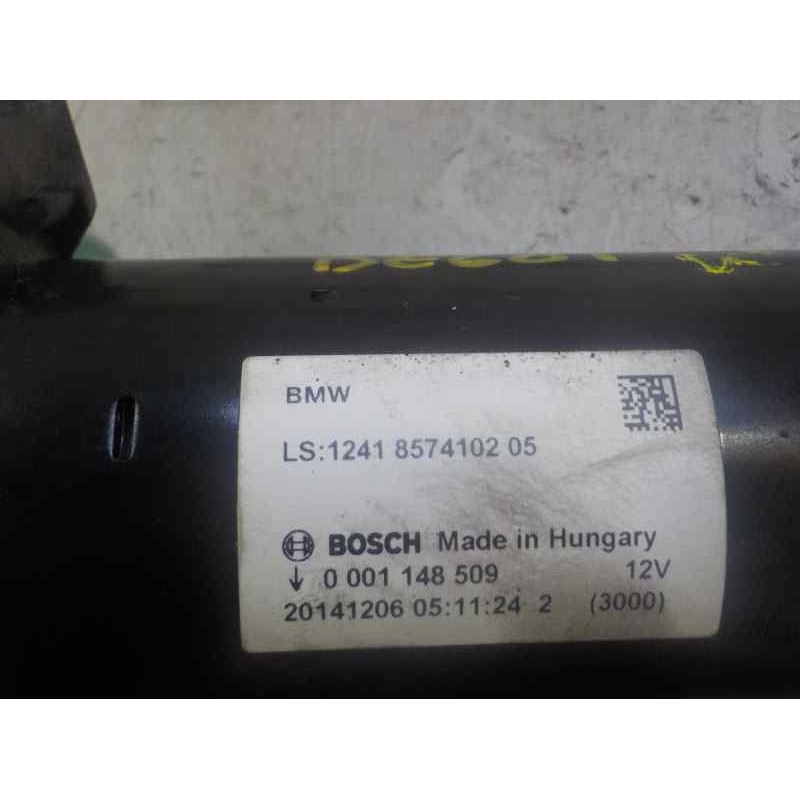 BMW
LS:1241 8574102 05
BOSCH Made in Hungary
0 001 148 509 12V
20141206 05:11:24 2 (3000)